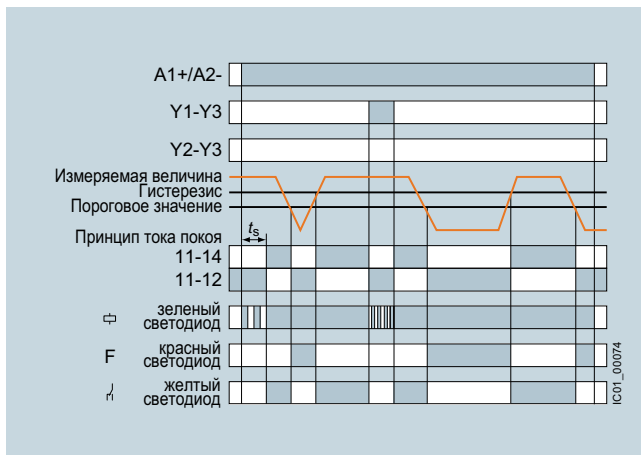 A1+/A2-
Y1-Y3
Y2-Y3
Измеряемая величина
Гистерезис
Пороговое значение
Принцип тока покоя
ts
11-14
11-12
зеленый
светодиод
F
красный
светодиод
желтый
светодиод
IC01_00074